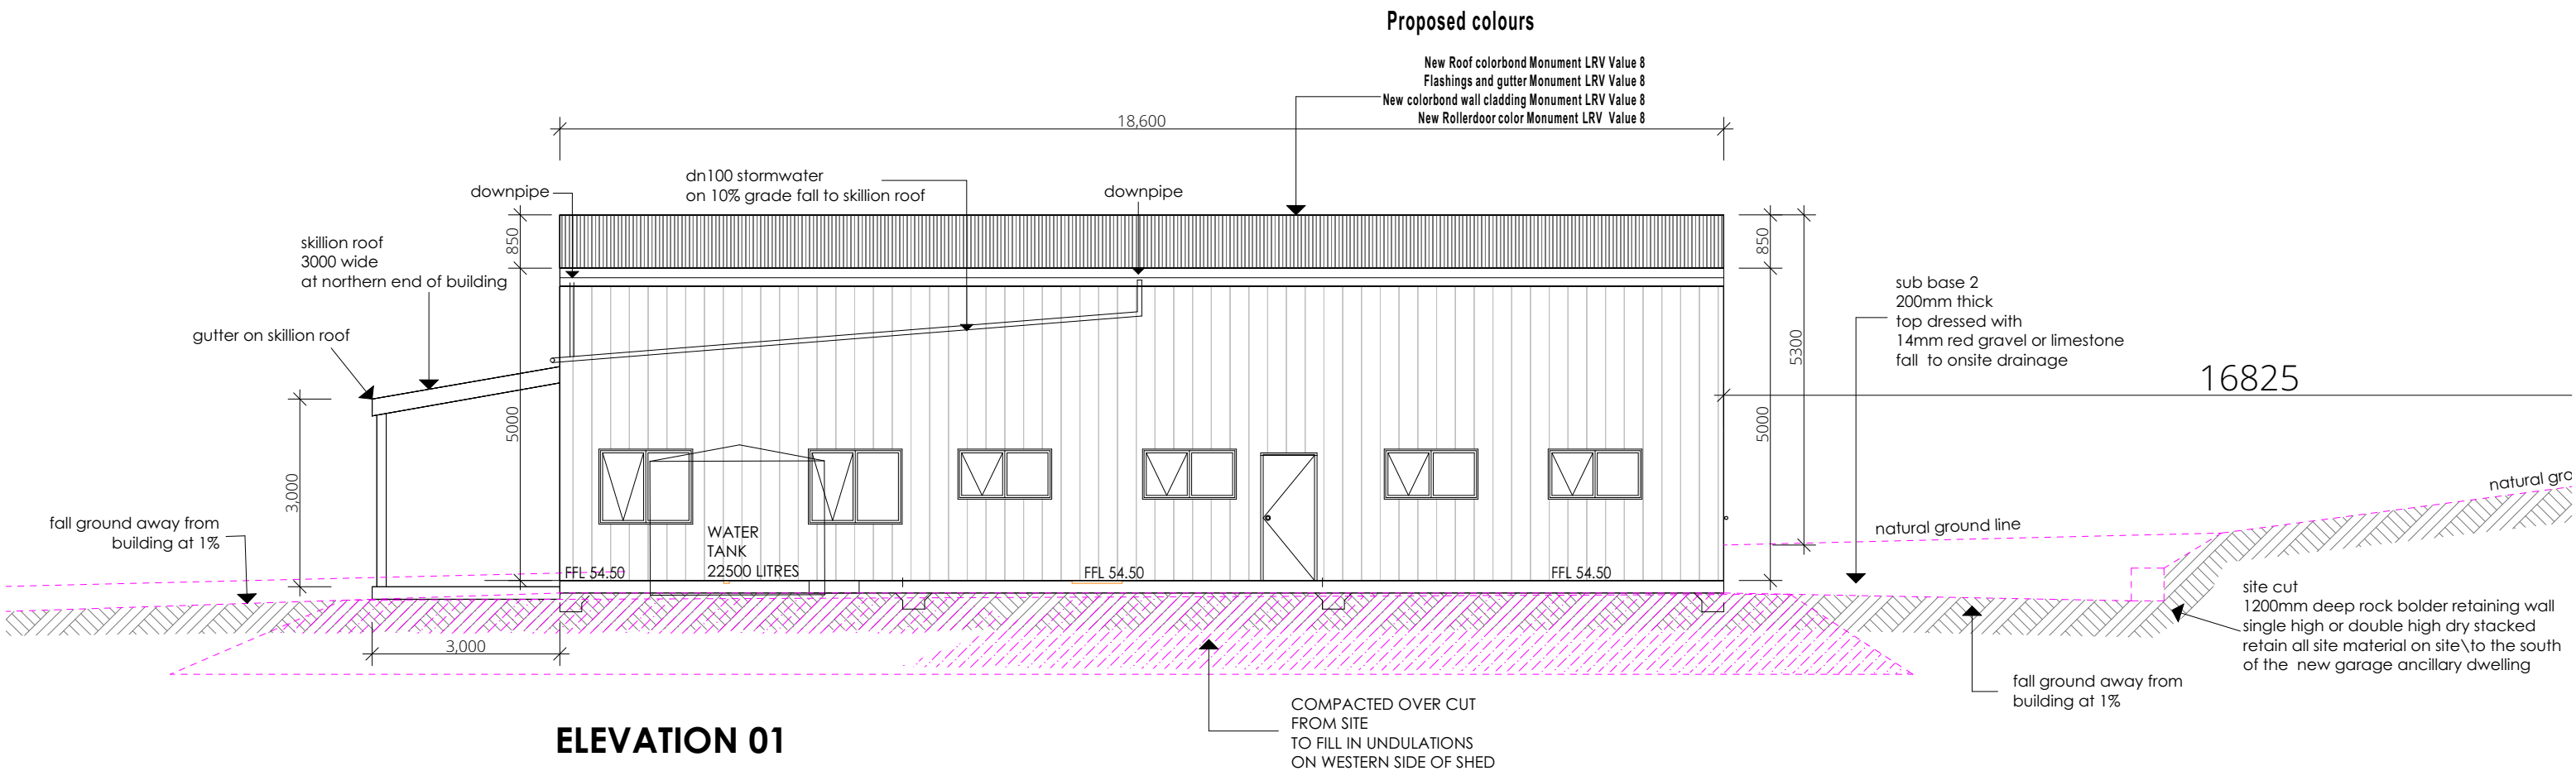 Proposed colours
New Roof colorbond Monument LRV Value 8
Flashings and gutter Monument LRV Value 8
New colorbond wall cladding Monument LRV Value 8
New Rollerdoor color Monument LRV Value 8
18,600
downpipe
dn100 stormwater
on 10% grade fall to skillion roof
downpipe
skillion roof
3000 wide
at northern end of building
850
850
gutter on skillion roof
5300
sub base 2
200mm thick
top dressed with
14mm red gravel or limestone
fall to onsite drainage
16825
5000
5000
3,000
fall ground away from
building at 1%
natural gro
natural ground line
WATER
TANK
22500 LITRES
FFL 54.50
FFL 54.50
FFL 54.50
site cut
1200mm deep rock bolder retaining wall
single high or double high dry stacked
retain all site material on site\to the south
of the new garage ancillary dwelling
3,000
fall ground away from
building at 1%
COMPACTED OVER CUT
FROM SITE
TO FILL IN UNDULATIONS
ON WESTERN SIDE OF SHED
ELEVATION 01